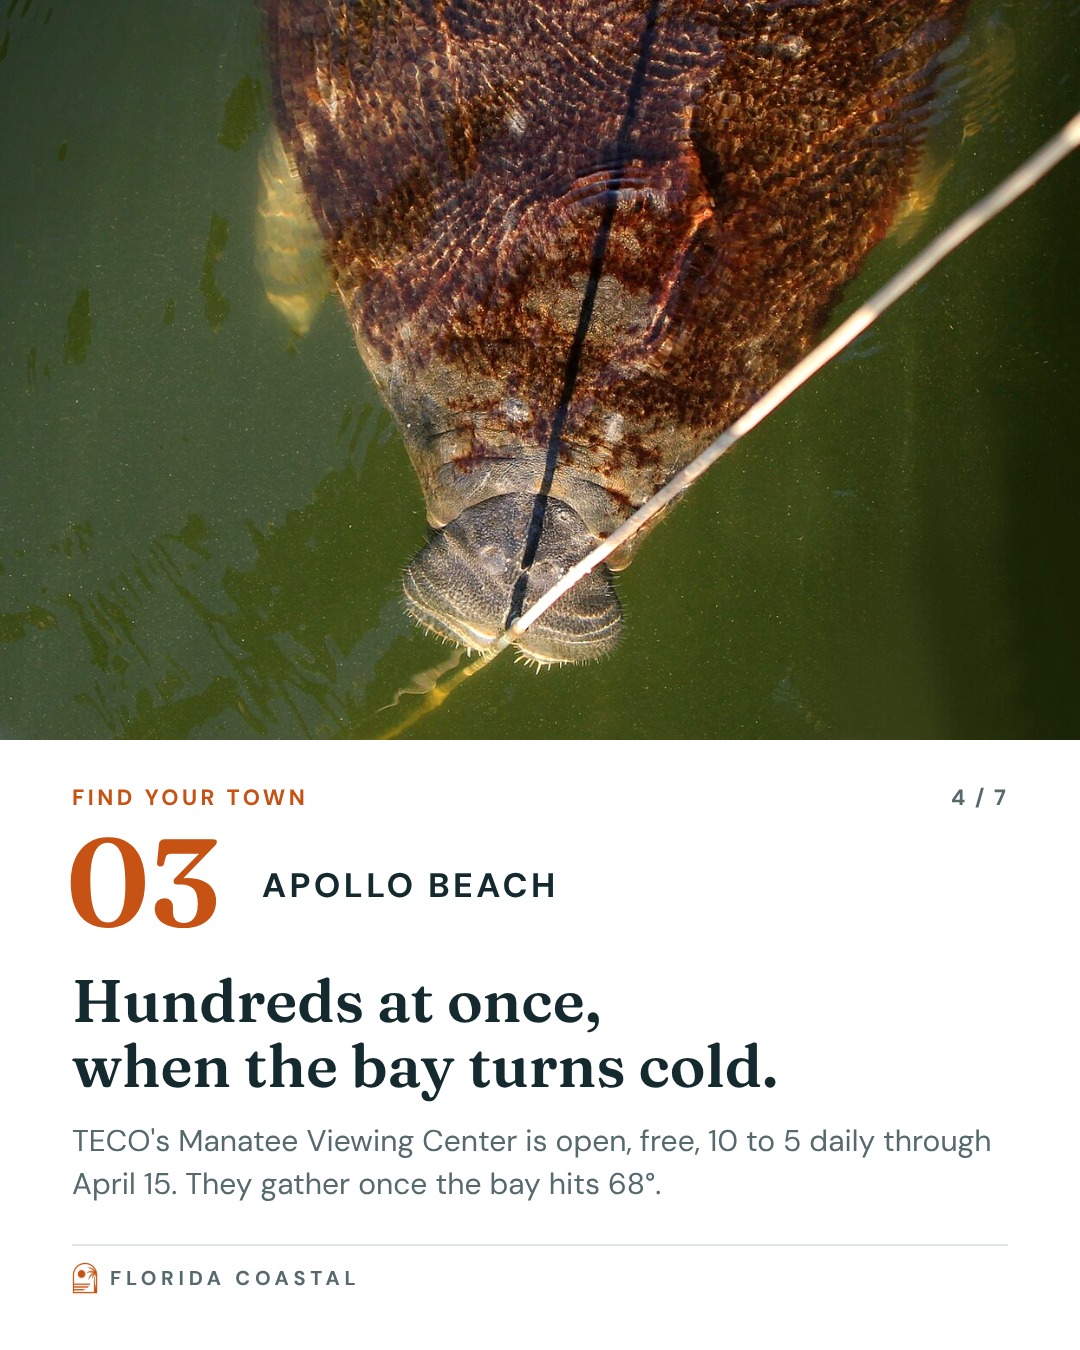 FIND YOUR TOWN
4 / 7
03 APOLLO BEACH
Hundreds at once,
when the bay turns cold.
TECO's Manatee Viewing Center is open, free, 10 to 5 daily through
April 15. They gather once the bay hits 68°.
FLORIDA COASTAL